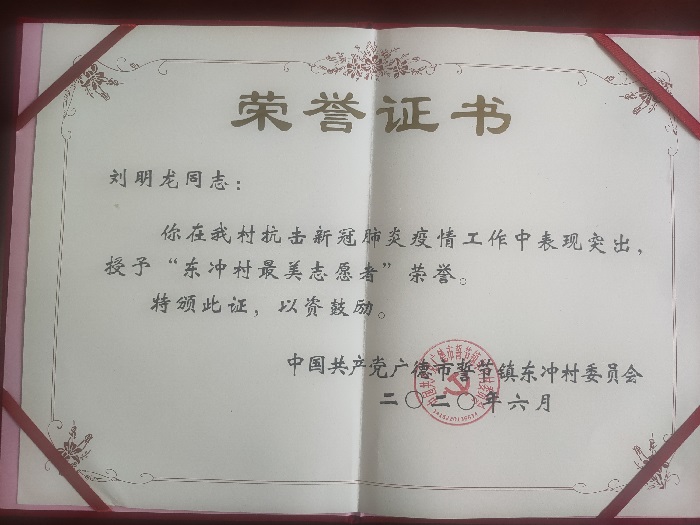 荣誉证书
刘明龙同志：
你在我村抗击新冠肺炎疫情工作中表现突出，
授予“东冲村最美志愿者”荣誉。
特颁此证，以资鼓励。
中国共产党广德市誓节镇东冲村委员会
二〇二〇年六月